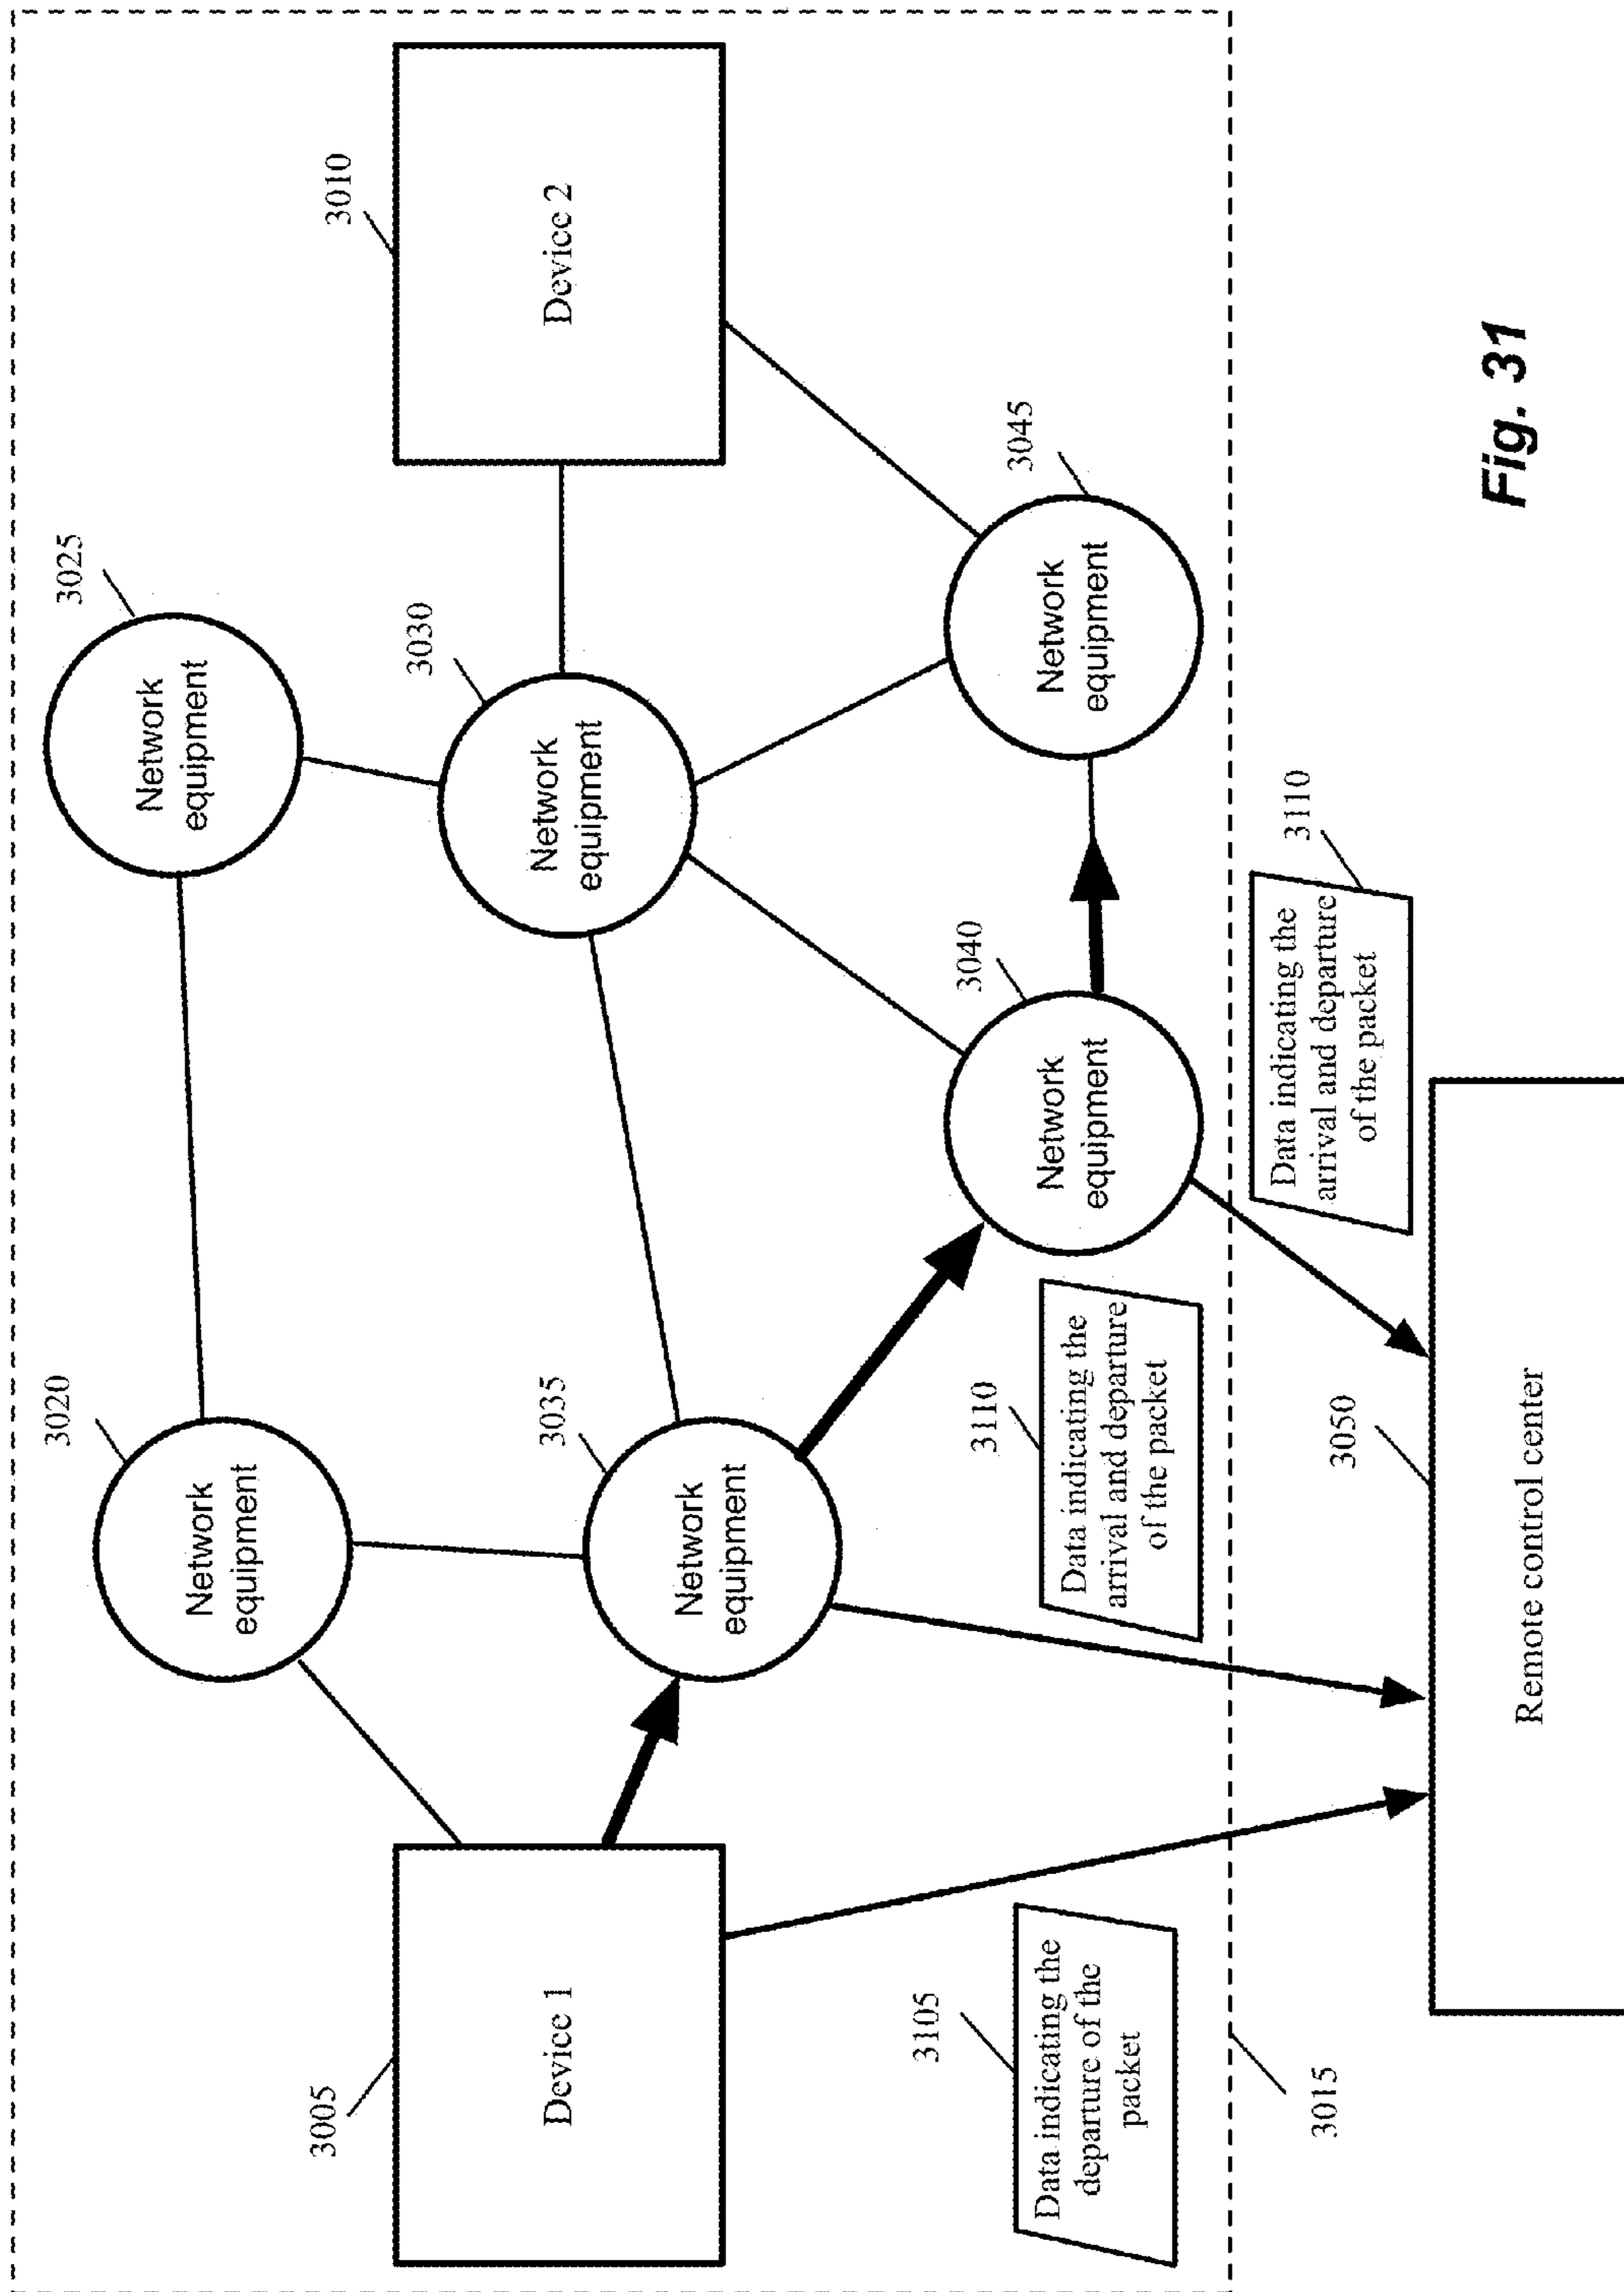 3020
Network
equipment
3025
Network
equipment
3005
Device 1
3035
Network
equipment
3030
Network
equipment
3010
Device 2
3040
Network
equipment
3045
Network
equipment
3105
Data indicating the
departure of the
packet
3110
Data indicating the
arrival and departure
of the packet
3110
Data indicating the
arrival and departure
of the packet
3015
3050
Remote control center
Fig. 31